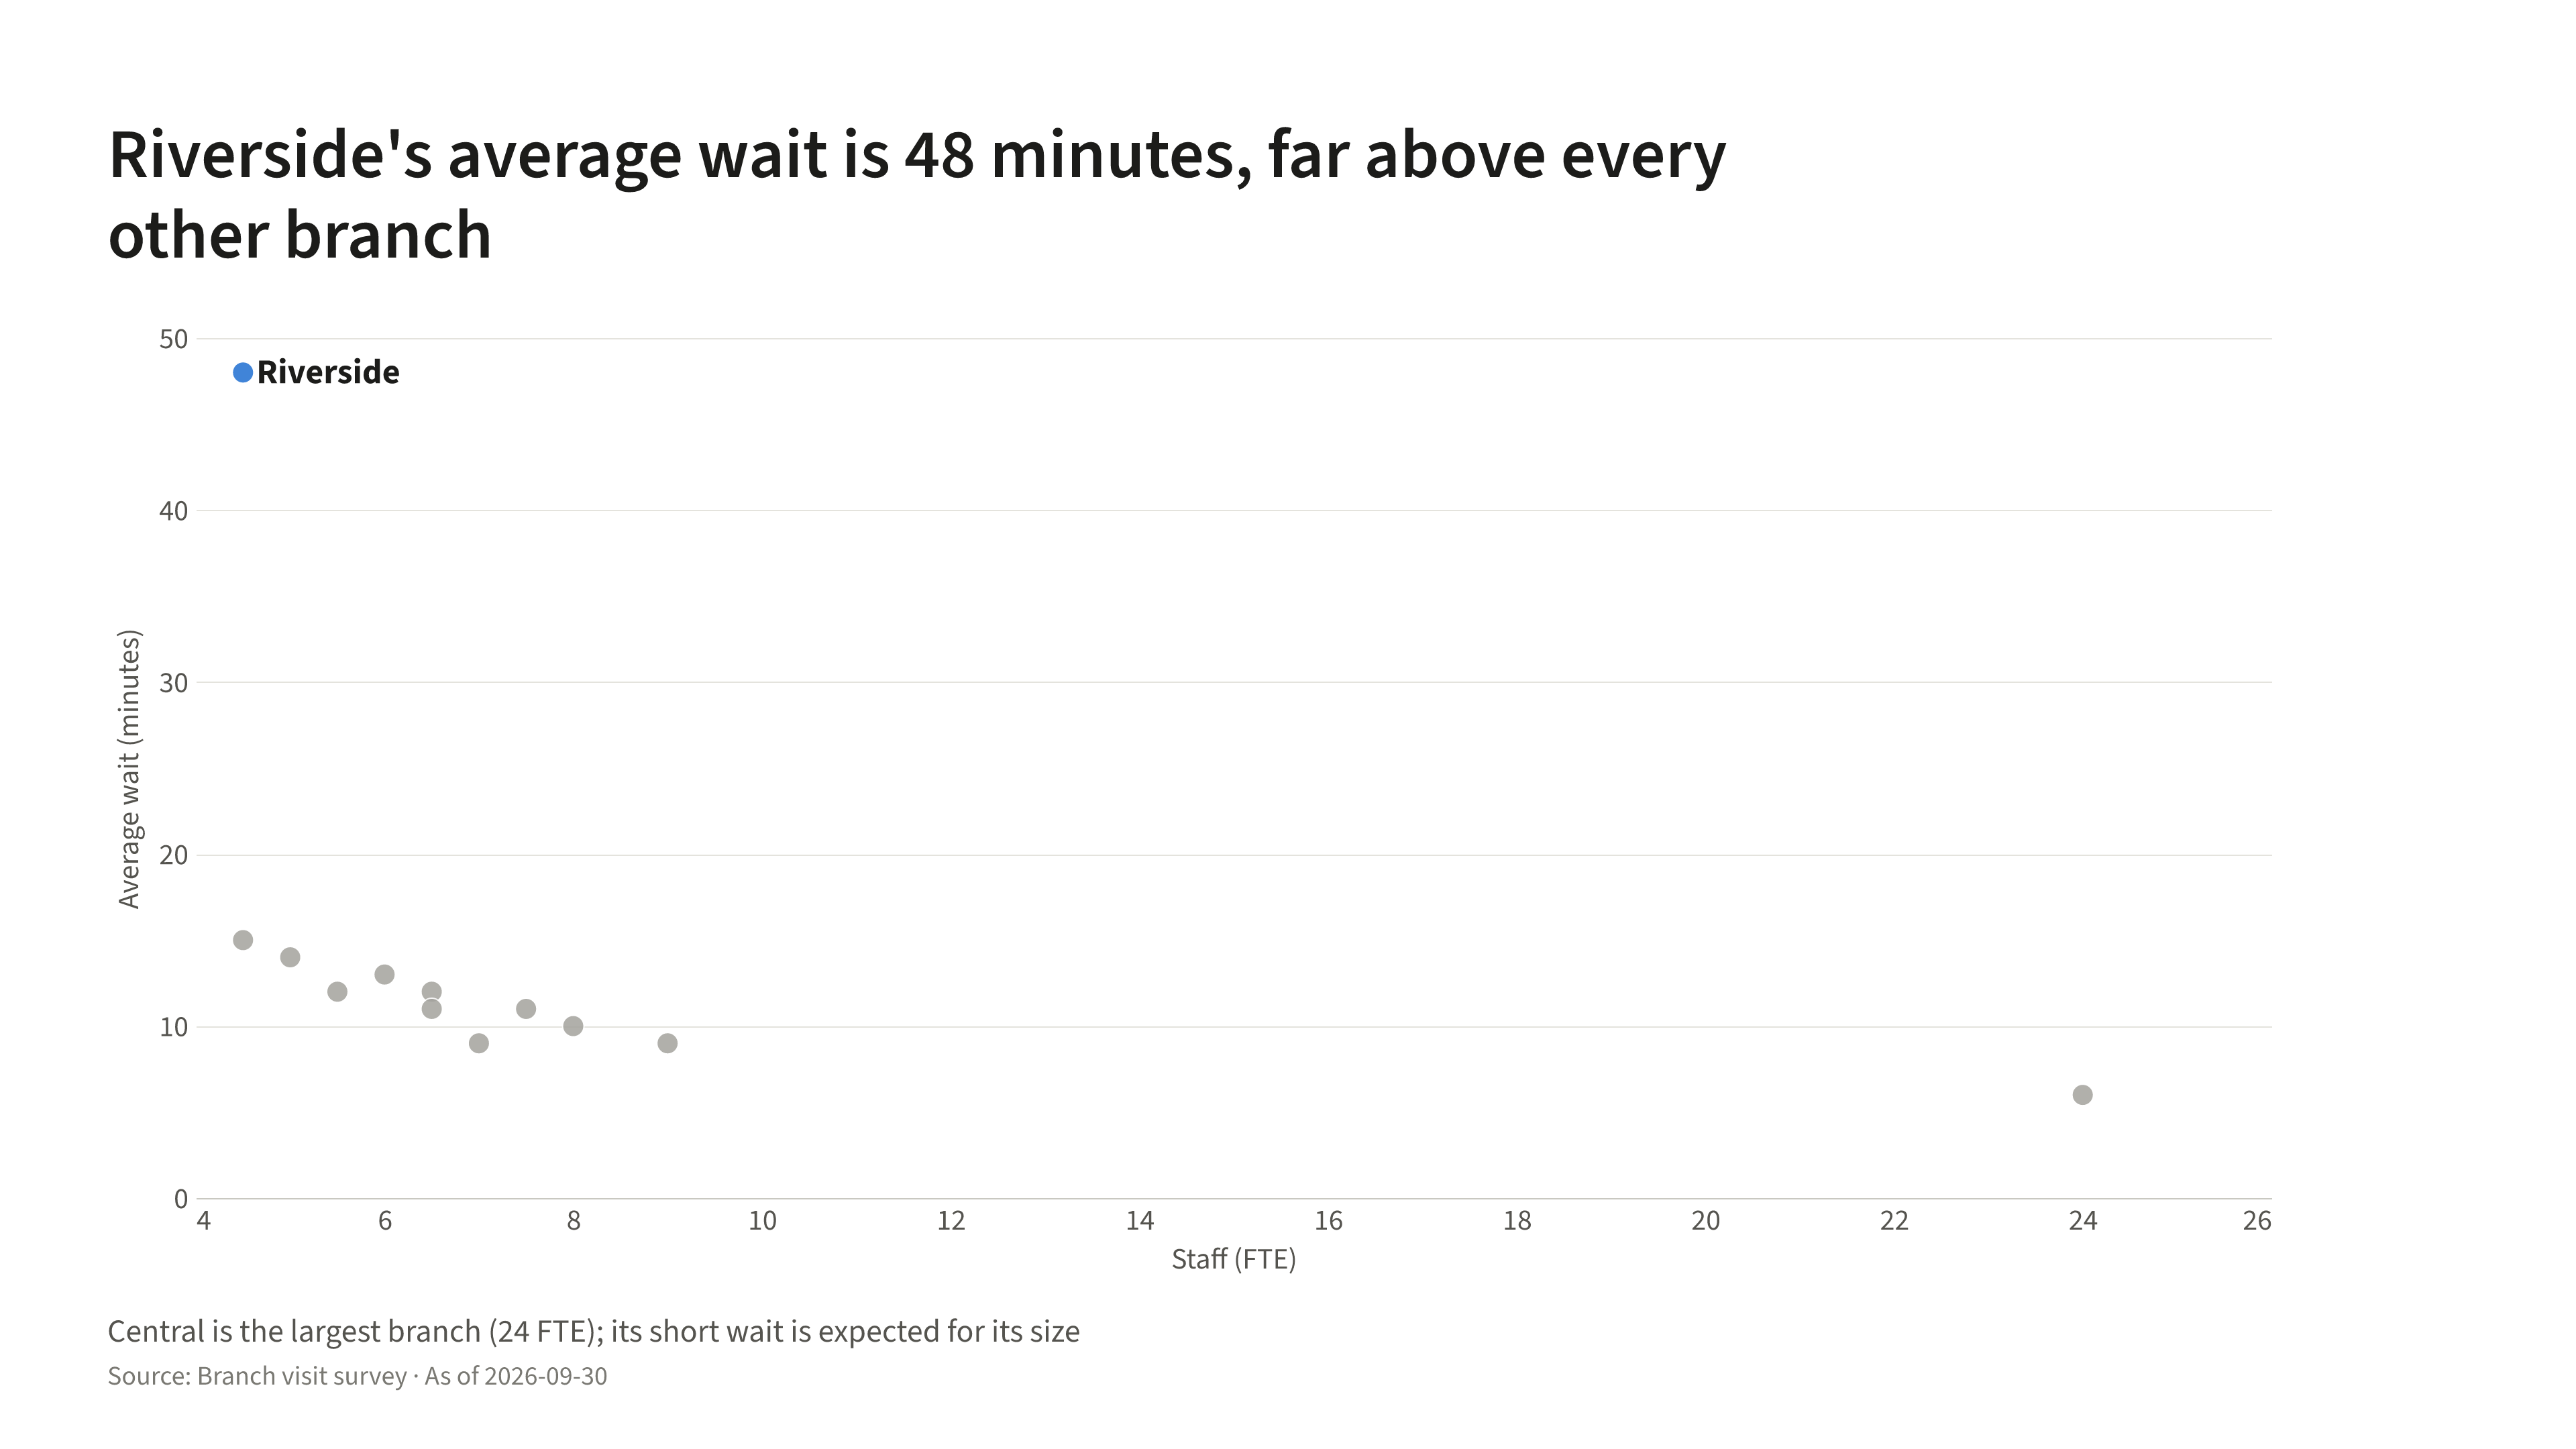 Riverside's average wait is 48 minutes, far above every
other branch
50
Riverside
40
30
20
10
0
Average wait (minutes)
4 6 8 10 12 14 16 18 20 22 24 26
Staff (FTE)
Central is the largest branch (24 FTE); its short wait is expected for its size
Source: Branch visit survey · As of 2026-09-30